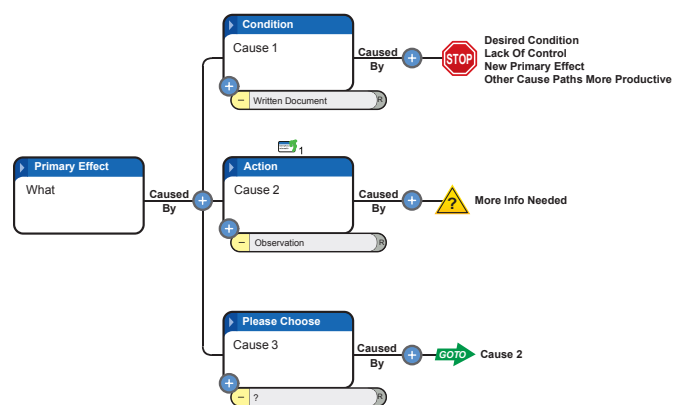 Condition
Cause 1
Caused
By
STOP
Desired Condition
Lack Of Control
New Primary Effect
Other Cause Paths More Productive
Written Document
R
1
Primary Effect
What
Caused
By
Action
Cause 2
Caused
By
?
More Info Needed
Observation
R
Please Choose
Cause 3
Caused
By
GOTO
Cause 2
?
R